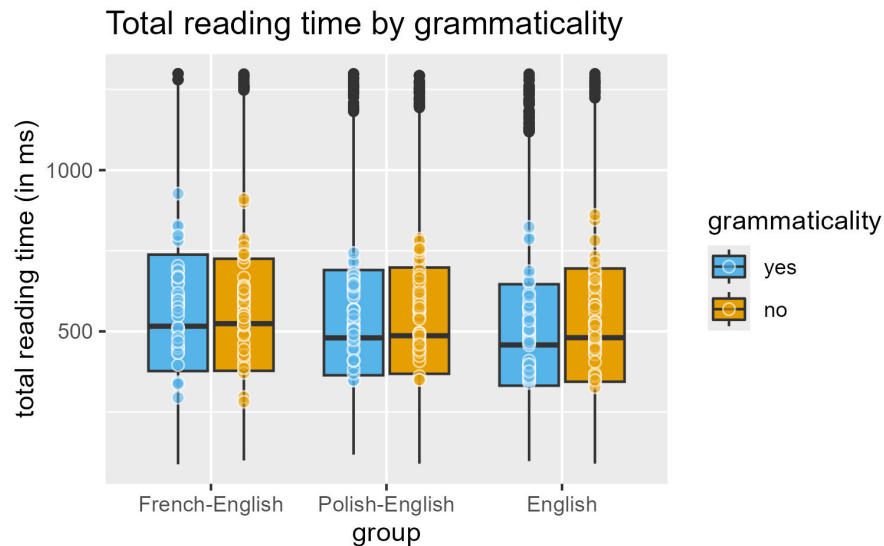 Total reading time by grammaticality
total reading time (in ms)
1000
500
French-English
Polish-English
English
group
grammaticality
yes
no